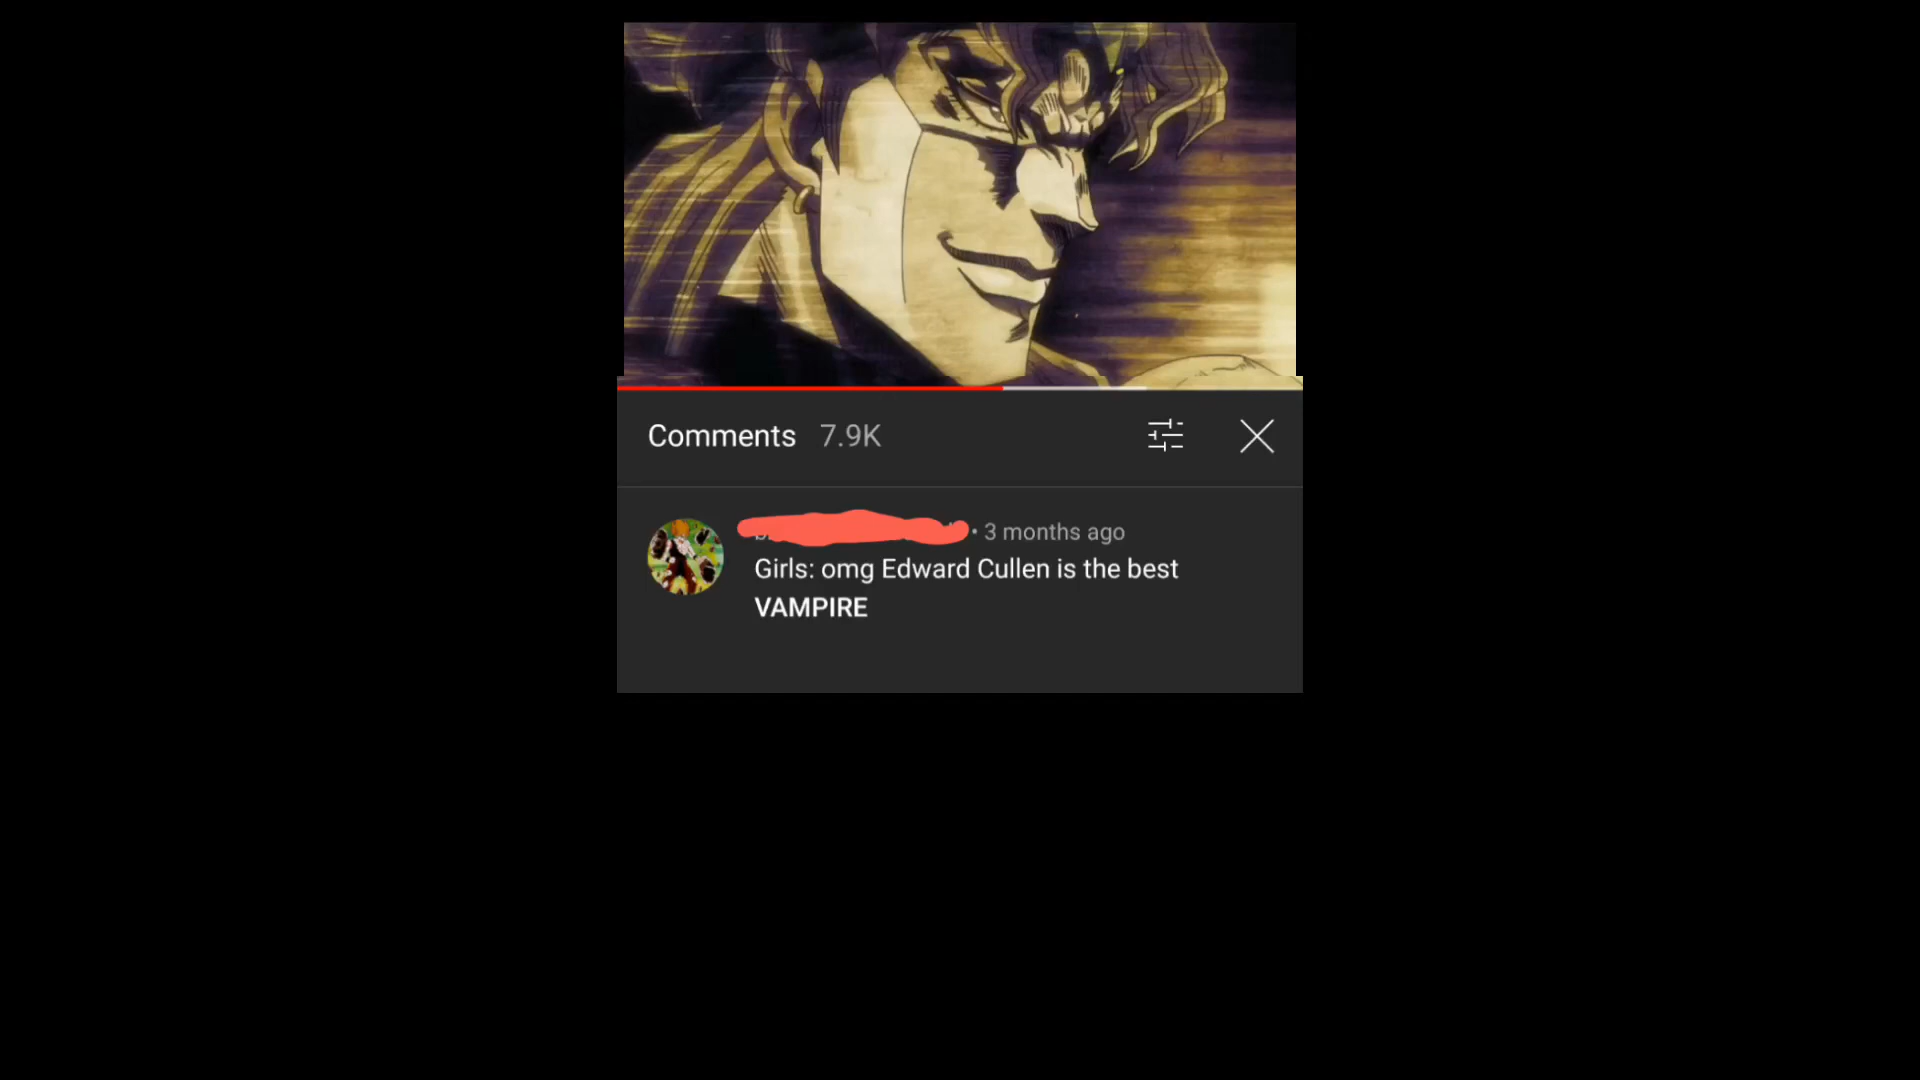 Comments 7.9K
• 3 months ago
Girls: omg Edward Cullen is the best
VAMPIRE